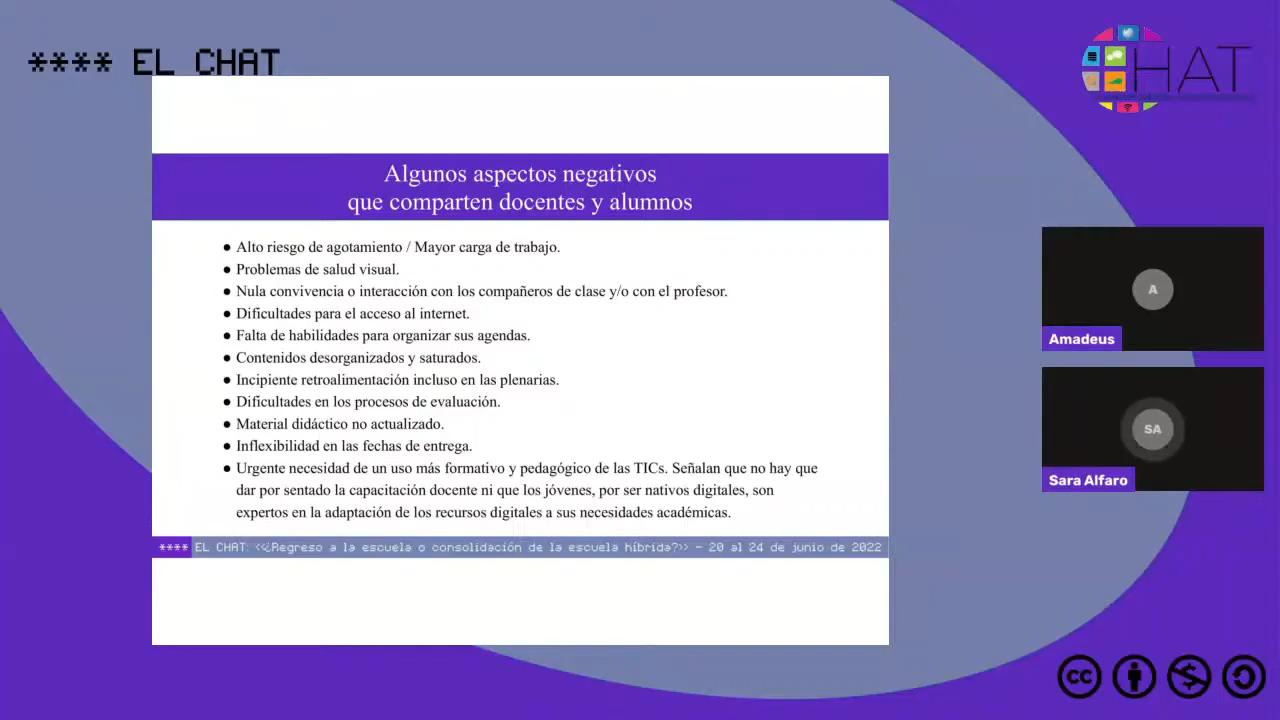 **** EL CHAT
HAT
Algunos aspectos negativos
que comparten docentes y alumnos
● Alto riesgo de agotamiento / Mayor carga de trabajo.
● Problemas de salud visual.
● Nula convivencia o interacción con los compañeros de clase y/o con el profesor.
● Dificultades para el acceso al internet.
● Falta de habilidades para organizar sus agendas.
● Contenidos desorganizados y saturados.
● Incipiente retroalimentación incluso en las plenarias.
● Dificultades en los procesos de evaluación.
● Material didáctico no actualizado.
● Inflexibilidad en las fechas de entrega.
● Urgente necesidad de un uso más formativo y pedagógico de las TICs. Señalan que no hay que
dar por sentado la capacitación docente ni que los jóvenes, por ser nativos digitales, son
expertos en la adaptación de los recursos digitales a sus necesidades académicas.
**** EL CHAT: <<¿Regreso a la escuela o consolidación de la escuela híbrida?>> – 20 al 24 de junio de 2022
A
Amadeus
SA
Sara Alfaro
cc